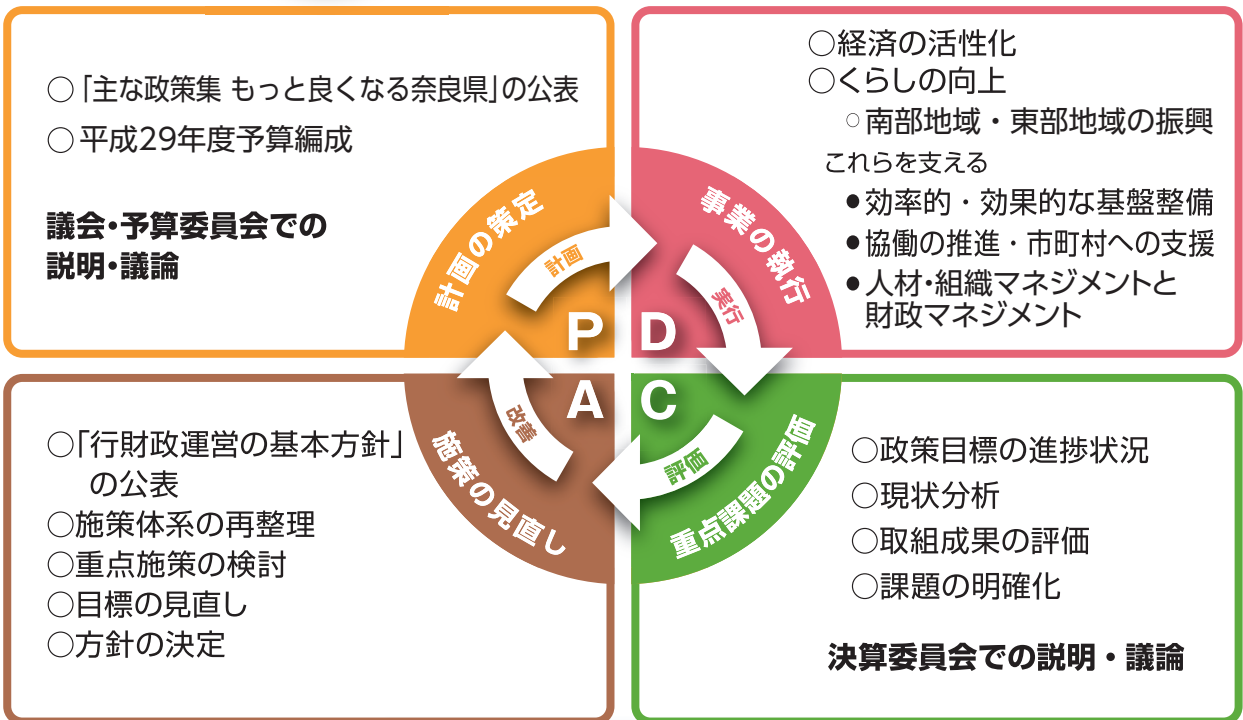 ○「主な政策集 もっと良くなる奈良県」の公表
○ 平成29年度予算編成
議会・予算委員会での
説明・議論
計画の策定
計画
P
○経済の活性化
○くらしの向上
○南部地域・東部地域の振興
これらを支える
●効率的・効果的な基盤整備
●協働の推進・市町村への支援
●人材・組織マネジメントと
財政マネジメント
事業の執行
実行
D
○「行財政運営の基本方針」
の公表
○施策体系の再整理
○重点施策の検討
○目標の見直し
○方針の決定
施策の見直し
改善
A
C
評価
重点課題の評価
○政策目標の進捗状況
○現状分析
○取組成果の評価
○課題の明確化
決算委員会での説明・議論